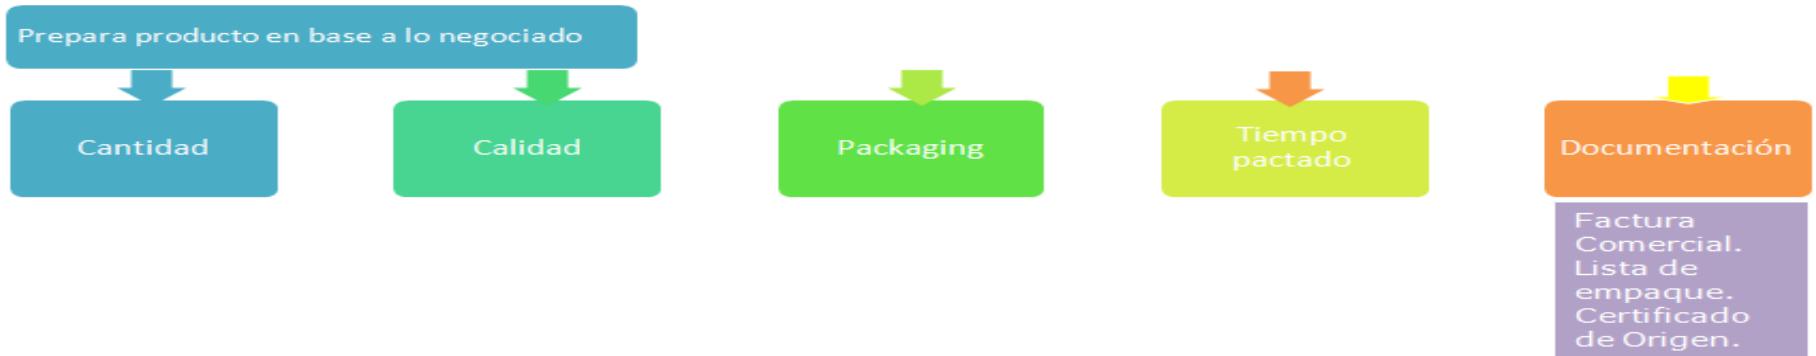 Prepara producto en base a lo negociado
Cantidad
Calidad
Packaging
Tiempo
pactado
Documentación
Factura
Comercial.
Lista de
empaque.
Certificado
de Origen.